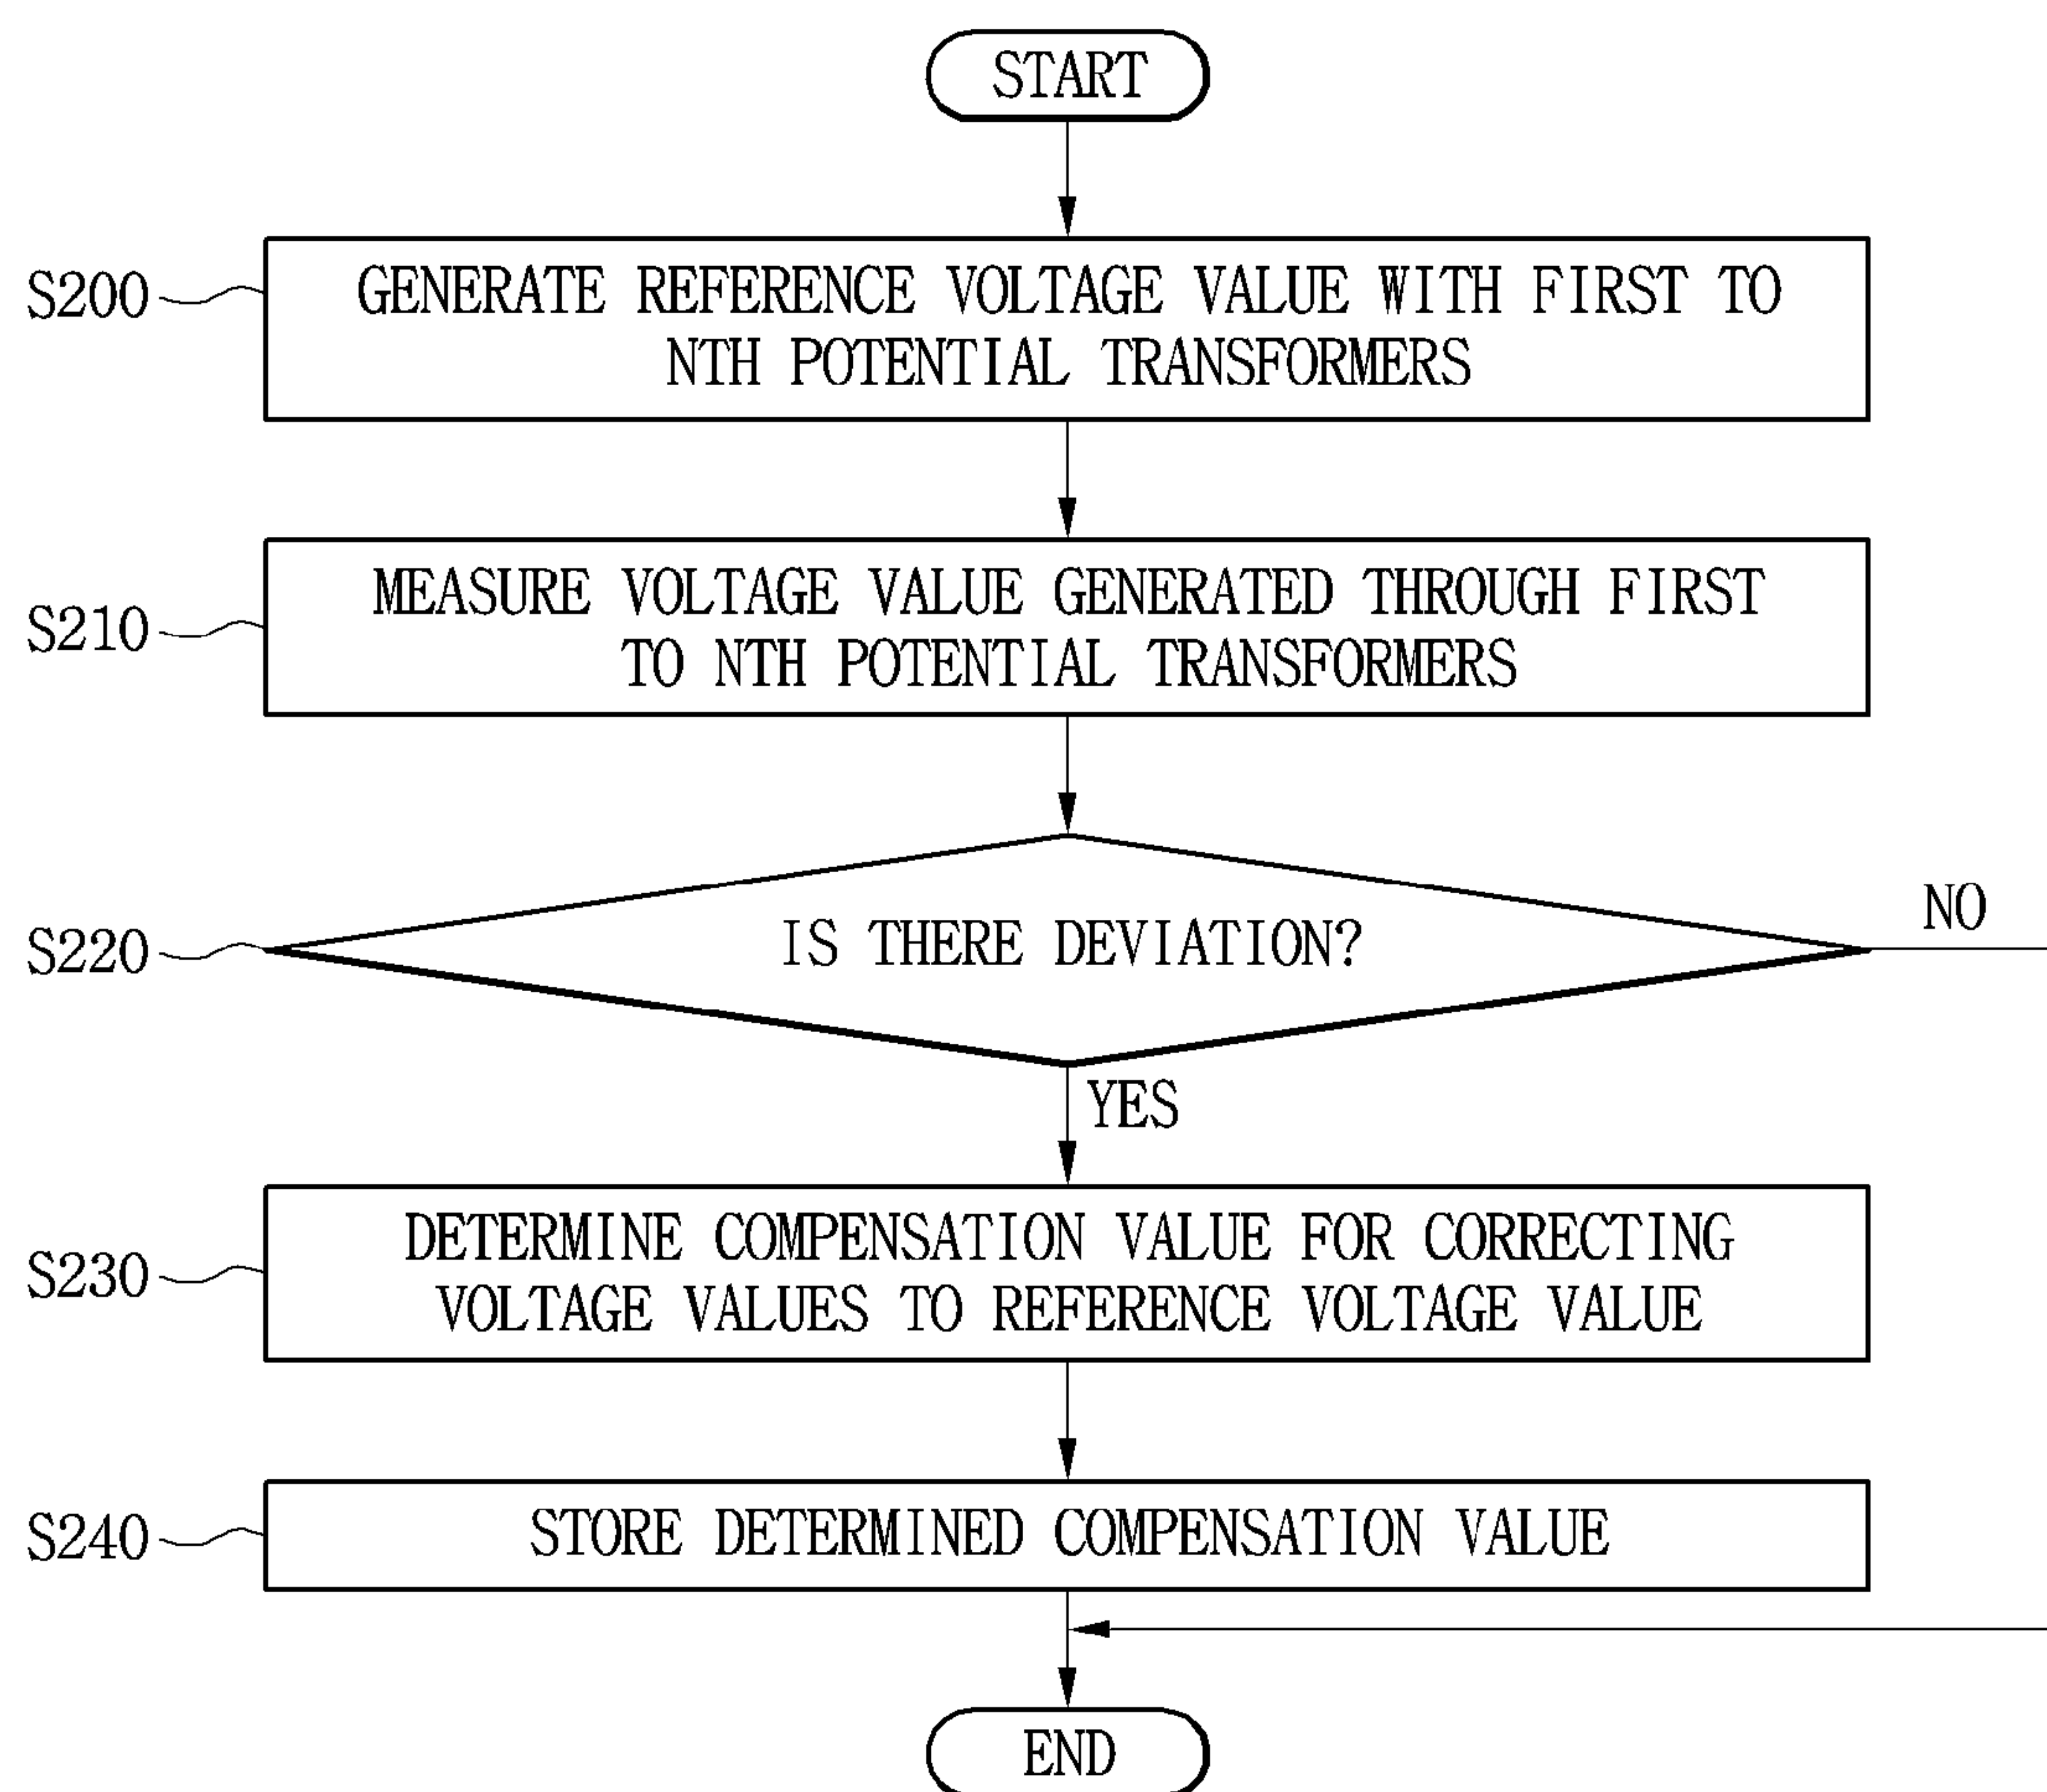 START
S200
GENERATE REFERENCE VOLTAGE VALUE WITH FIRST TO
NTH POTENTIAL TRANSFORMERS
S210
MEASURE VOLTAGE VALUE GENERATED THROUGH FIRST
TO NTH POTENTIAL TRANSFORMERS
S220
IS THERE DEVIATION?
NO
YES
S230
DETERMINE COMPENSATION VALUE FOR CORRECTING
VOLTAGE VALUES TO REFERENCE VOLTAGE VALUE
S240
STORE DETERMINED COMPENSATION VALUE
END